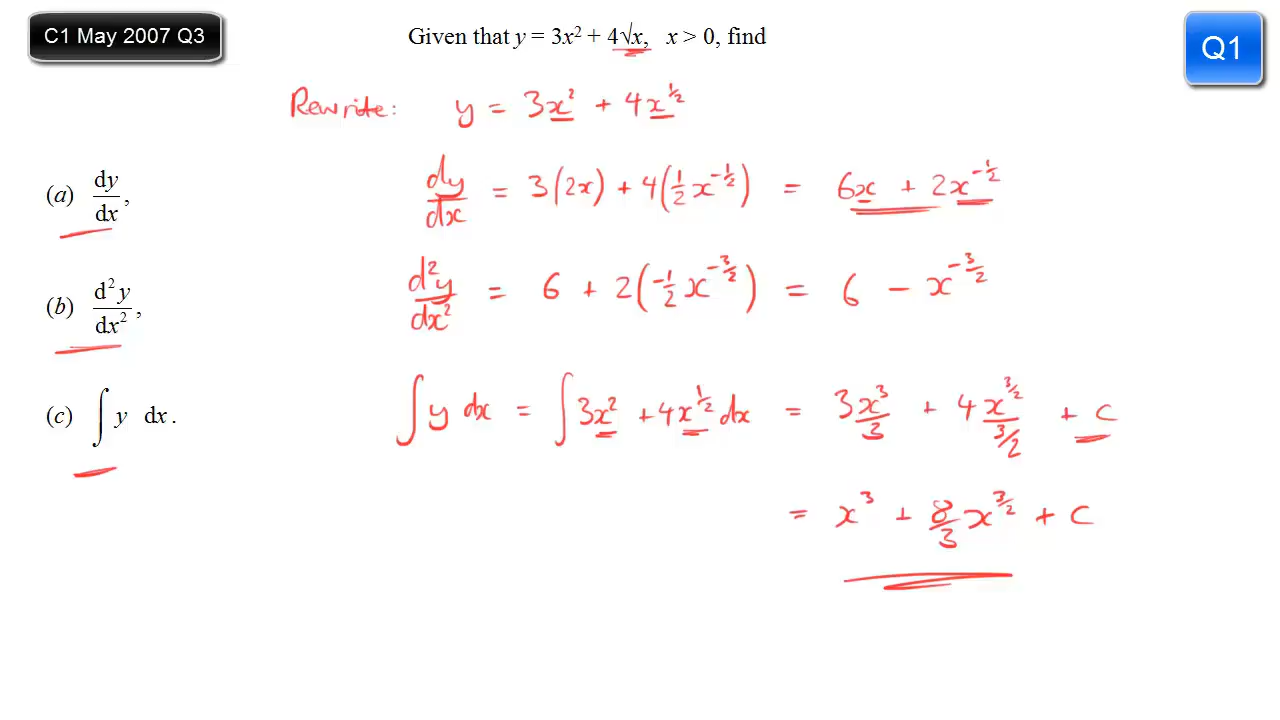 C1 May 2007 Q3
Given that y = 3x² + 4√x, x > 0, find
Q1
Rewrite: y = 3x² + 4x^½
(a) dy/dx,
dy/dx = 3(2x) + 4(½x^-½) = 6x + 2x^-½
(b) d²y/dx²,
d²y/dx² = 6 + 2(-½x^-3/2) = 6 - x^-3/2
(c) ∫ y dx.
∫ y dx = ∫ 3x² + 4x^½ dx = 3x³/3 + 4x^3/2/3/2 + c
= x³ + 8/3 x^3/2 + c